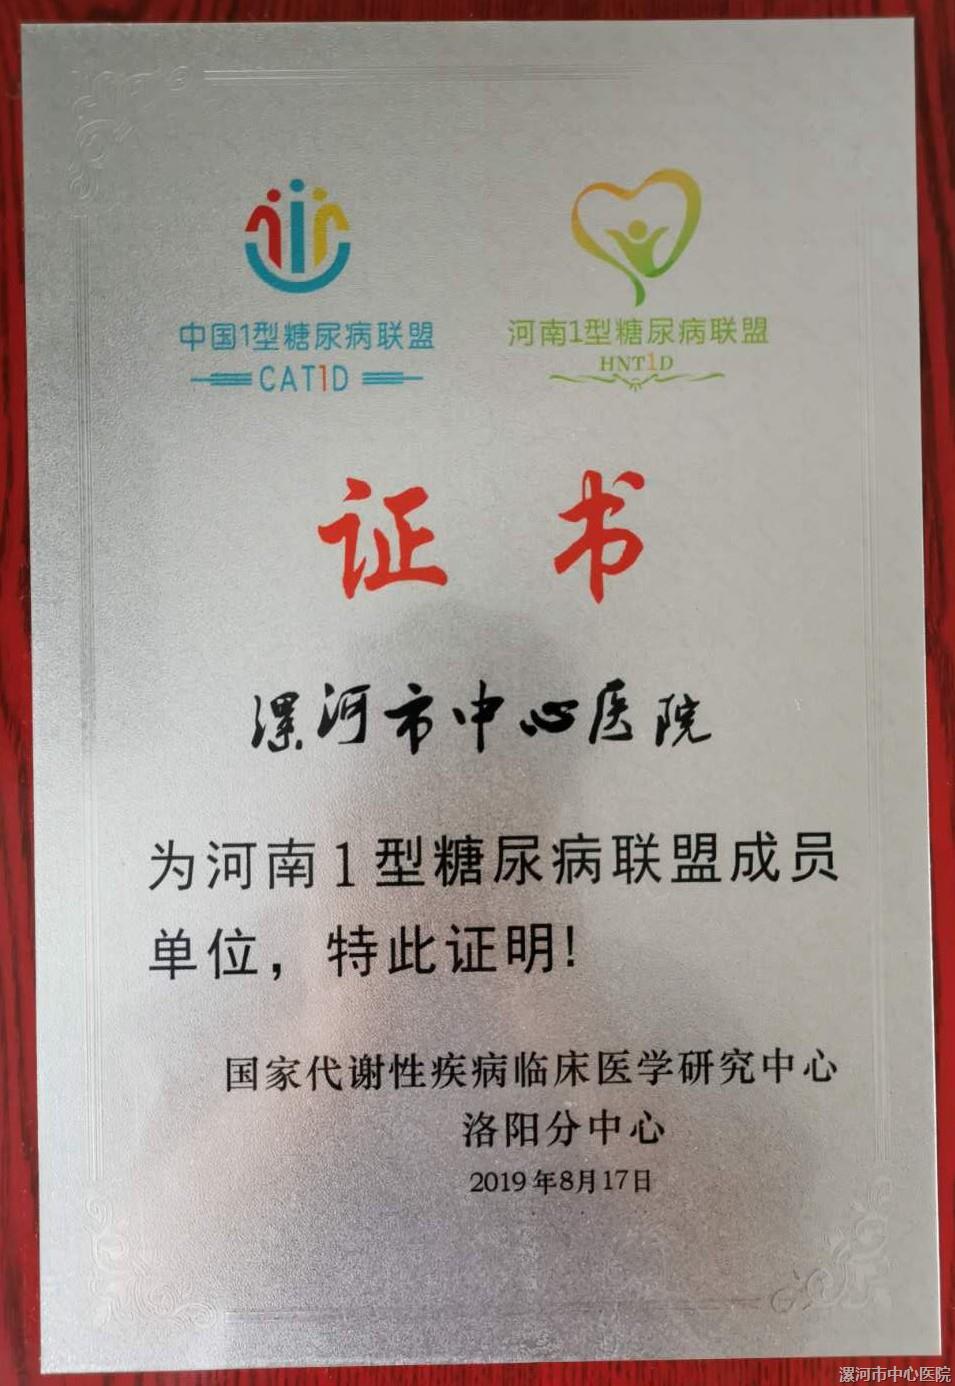 中国1型糖尿病联盟
CAT1D
河南1型糖尿病联盟
HNT1D
证书
漯河市中心医院
为河南1型糖尿病联盟成员
单位，特此证明!
国家代谢性疾病临床医学研究中心
洛阳分中心
2019年8月17日
漯河市中心医院